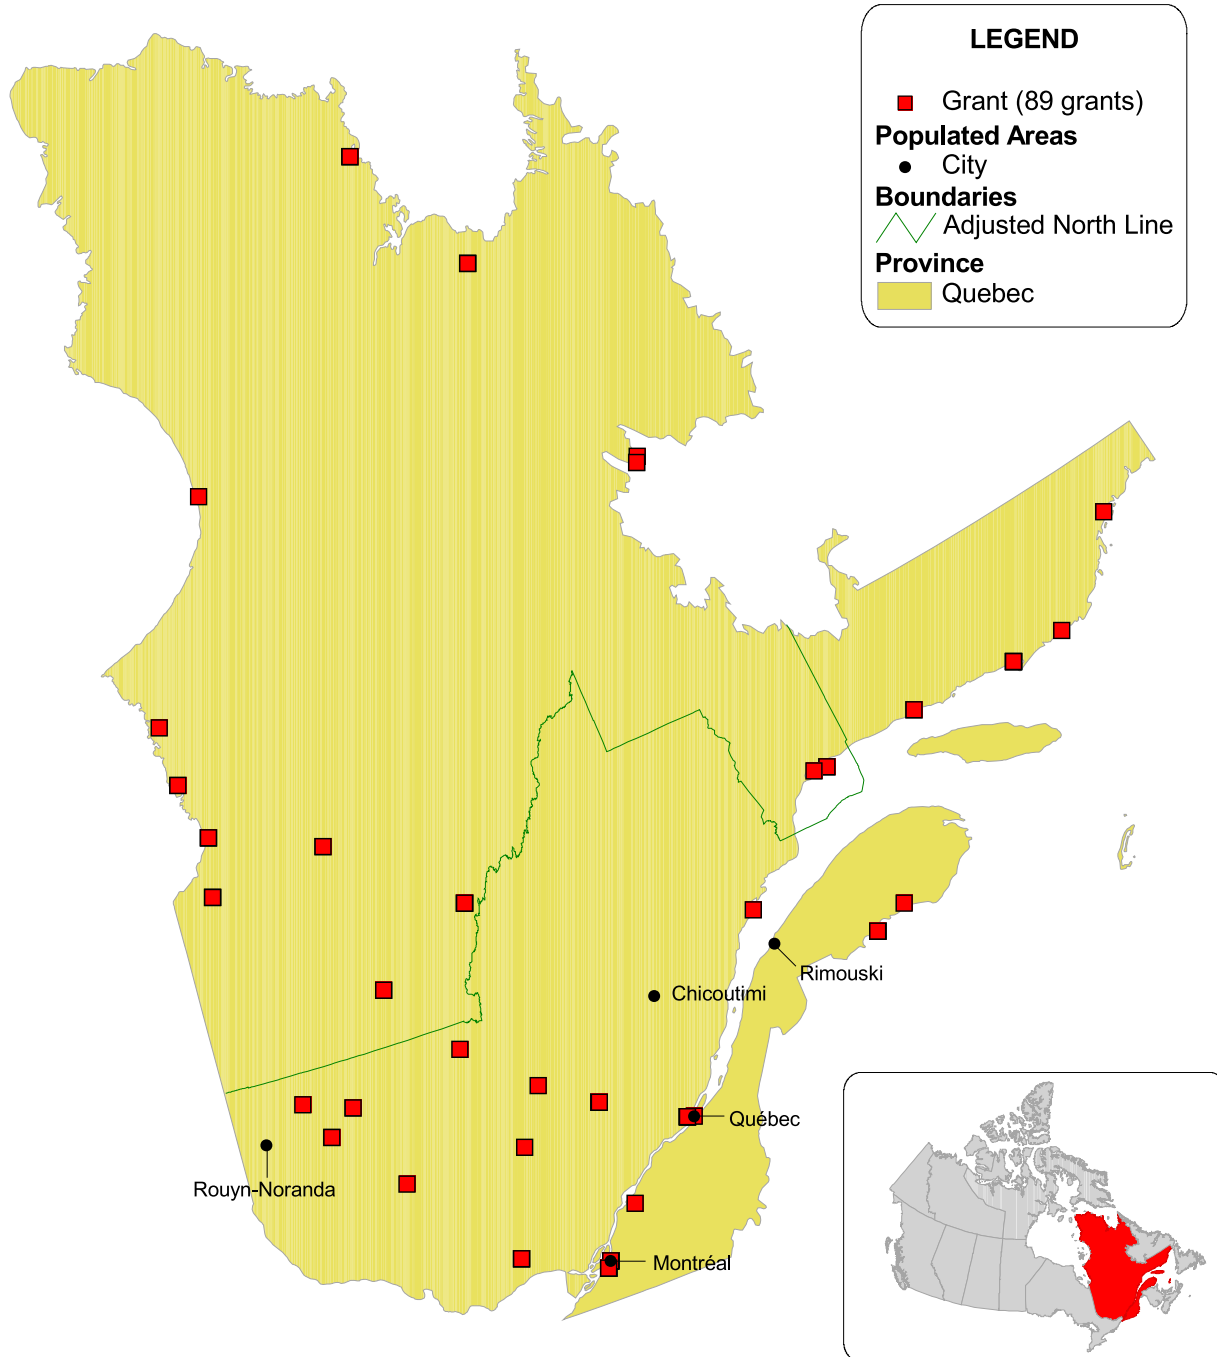 LEGEND
Grant (89 grants)
Populated Areas
City
Boundaries
Adjusted North Line
Province
Quebec
Rimouski
Chicoutimi
Québec
Rouyn-Noranda
Montréal